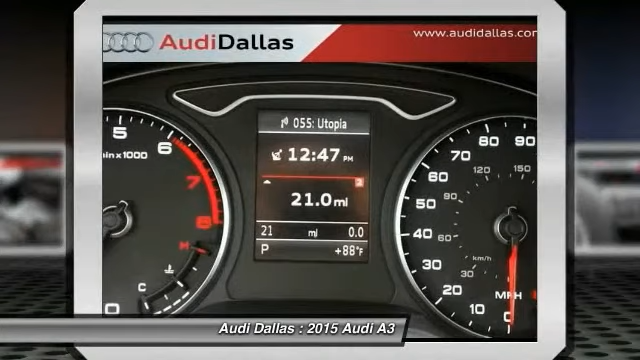 AudiDallas
www.audidallas.com
055: Utopia
12:47 PM
21.0 mi
21 mi 0.0
P +88°F
5 6 7 8
min x 1000
H
C
0
0 10 20 30 40 50 60 70 80 90
30 60 90 120 150
km/h
MPH
Audi Dallas : 2015 Audi A3